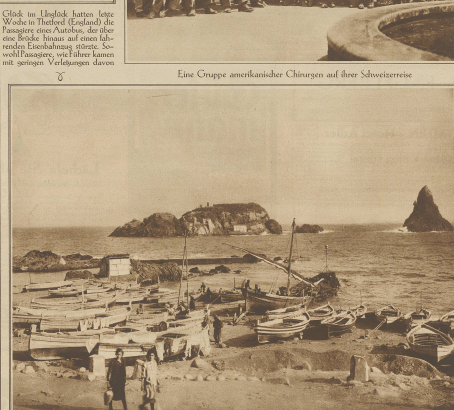 Glück im Unglück hatten letzte
Woche in Thetford (England) die
Passagiere eines Autobus, der über
eine Brücke hinaus auf einen fah-
renden Eisenbahnzug stürzte. So-
wohl Passagiere, wie Führer kamen
mit geringen Verletzungen davon
Eine Gruppe amerikanischer Chirurgen auf ihrer Schweizerreise